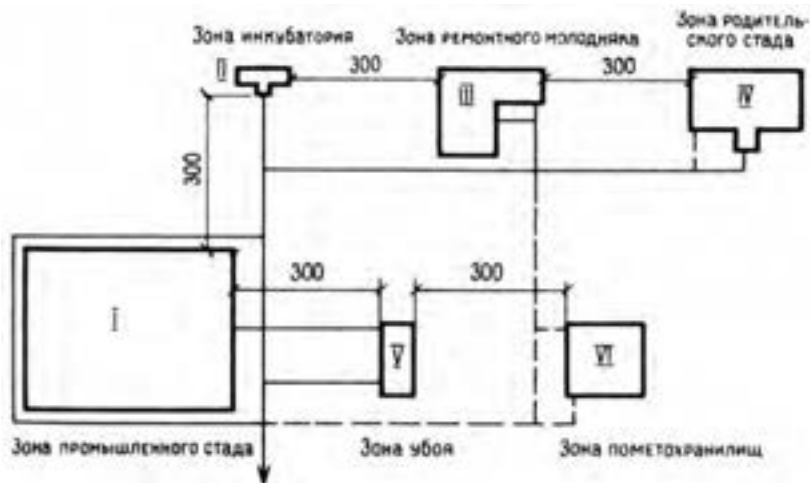 Зона инкубатория
Зона ремонтного молодняка
Зона родитель-
ского стада
II
300
III
300
IV
300
300
300
I
V
VI
Зона промышленного стада
Зона убоя
Зона пометохранилищ